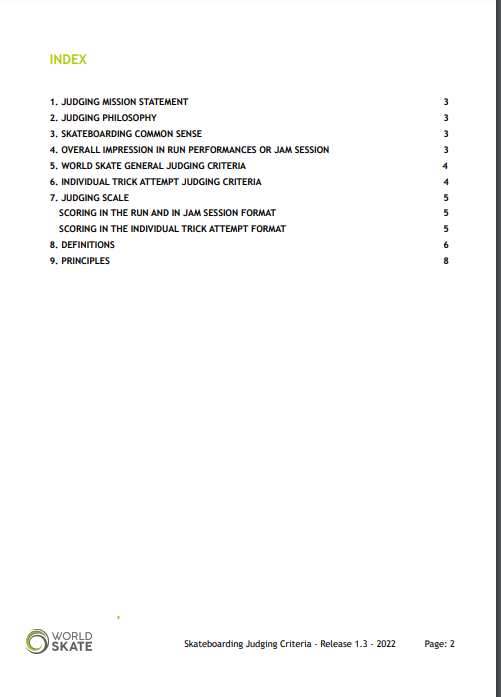 INDEX
1. JUDGING MISSION STATEMENT 3
2. JUDGING PHILOSOPHY 3
3. SKATEBOARDING COMMON SENSE 3
4. OVERALL IMPRESSION IN RUN PERFORMANCES OR JAM SESSION 3
5. WORLD SKATE GENERAL JUDGING CRITERIA 4
6. INDIVIDUAL TRICK ATTEMPT JUDGING CRITERIA 4
7. JUDGING SCALE 5
SCORING IN THE RUN AND IN JAM SESSION FORMAT 5
SCORING IN THE INDIVIDUAL TRICK ATTEMPT FORMAT 5
8. DEFINITIONS 6
9. PRINCIPLES 8
WORLD
SKATE
Skateboarding Judging Criteria - Release 1.3 - 2022 Page: 2